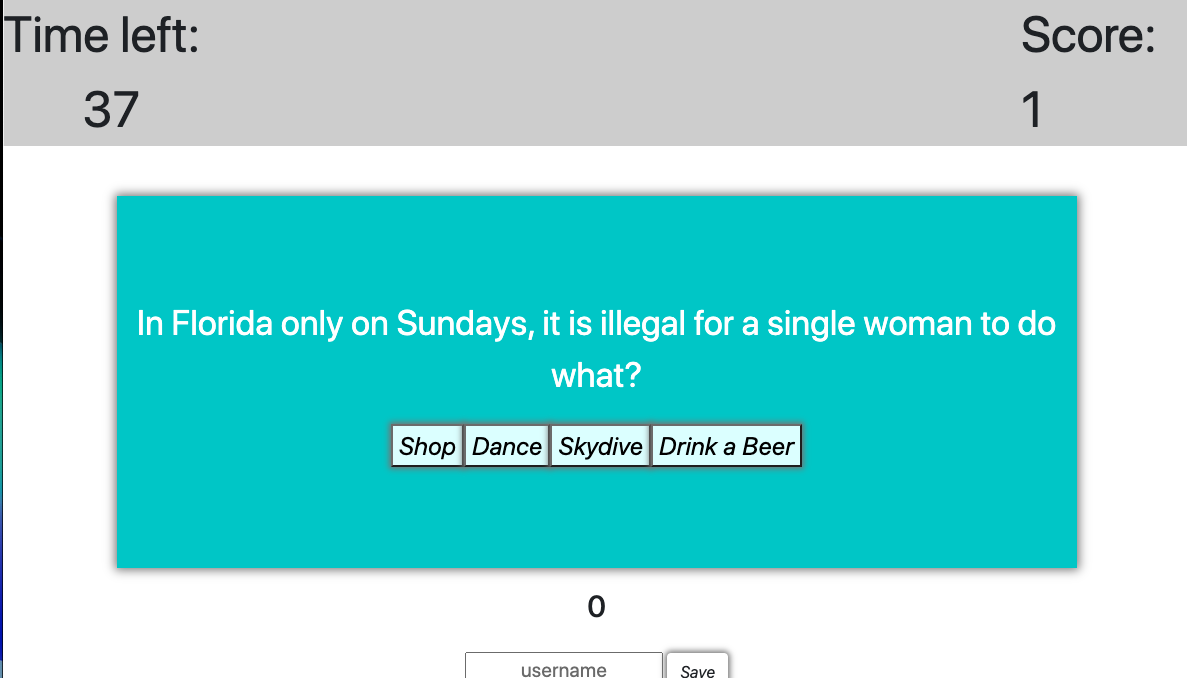 Time left:
Score:
37
1
In Florida only on Sundays, it is illegal for a single woman to do
what?
Shop Dance Skydive Drink a Beer
0
username Save